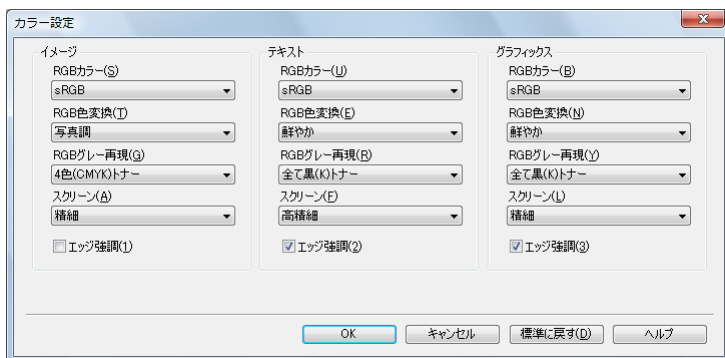 カラー設定
イメージ
RGBカラー(S)
sRGB
RGB色変換(T)
写真調
RGBグレー再現(G)
4色(CMYK)トナー
スクリーン(A)
精細
エッジ強調(1)
テキスト
RGBカラー(U)
sRGB
RGB色変換(E)
鮮やか
RGBグレー再現(R)
全て黒(K)トナー
スクリーン(F)
高精細
エッジ強調(2)
グラフィックス
RGBカラー(B)
sRGB
RGB色変換(N)
鮮やか
RGBグレー再現(Y)
全て黒(K)トナー
スクリーン(L)
精細
エッジ強調(3)
OK
キャンセル
標準に戻す(D)
ヘルプ